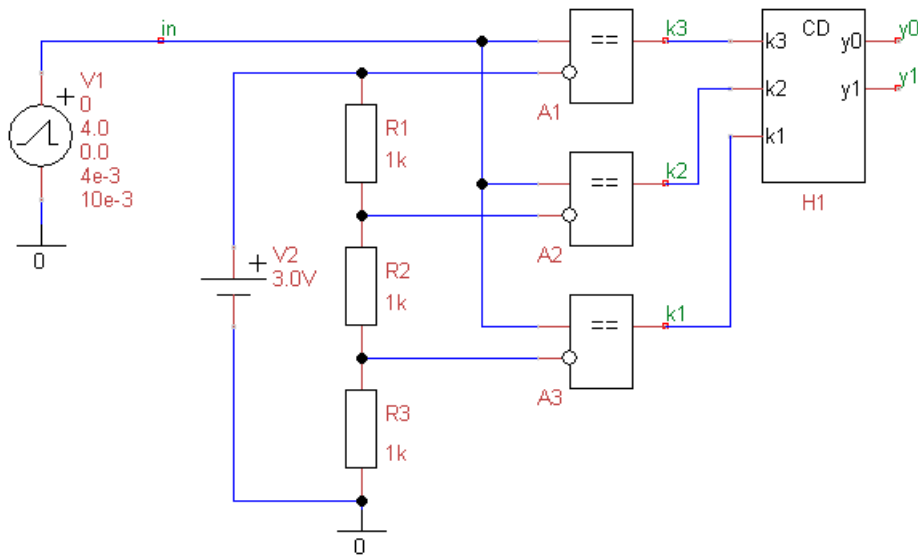 in
V1
0
4.0
0.0
4e-3
10e-3
0
V2
3.0V
R1
1k
R2
1k
R3
1k
0
==
A1
k3
==
A2
k2
==
A3
k1
CD
k3
k2
k1
y0
y1
H1
y0
y1